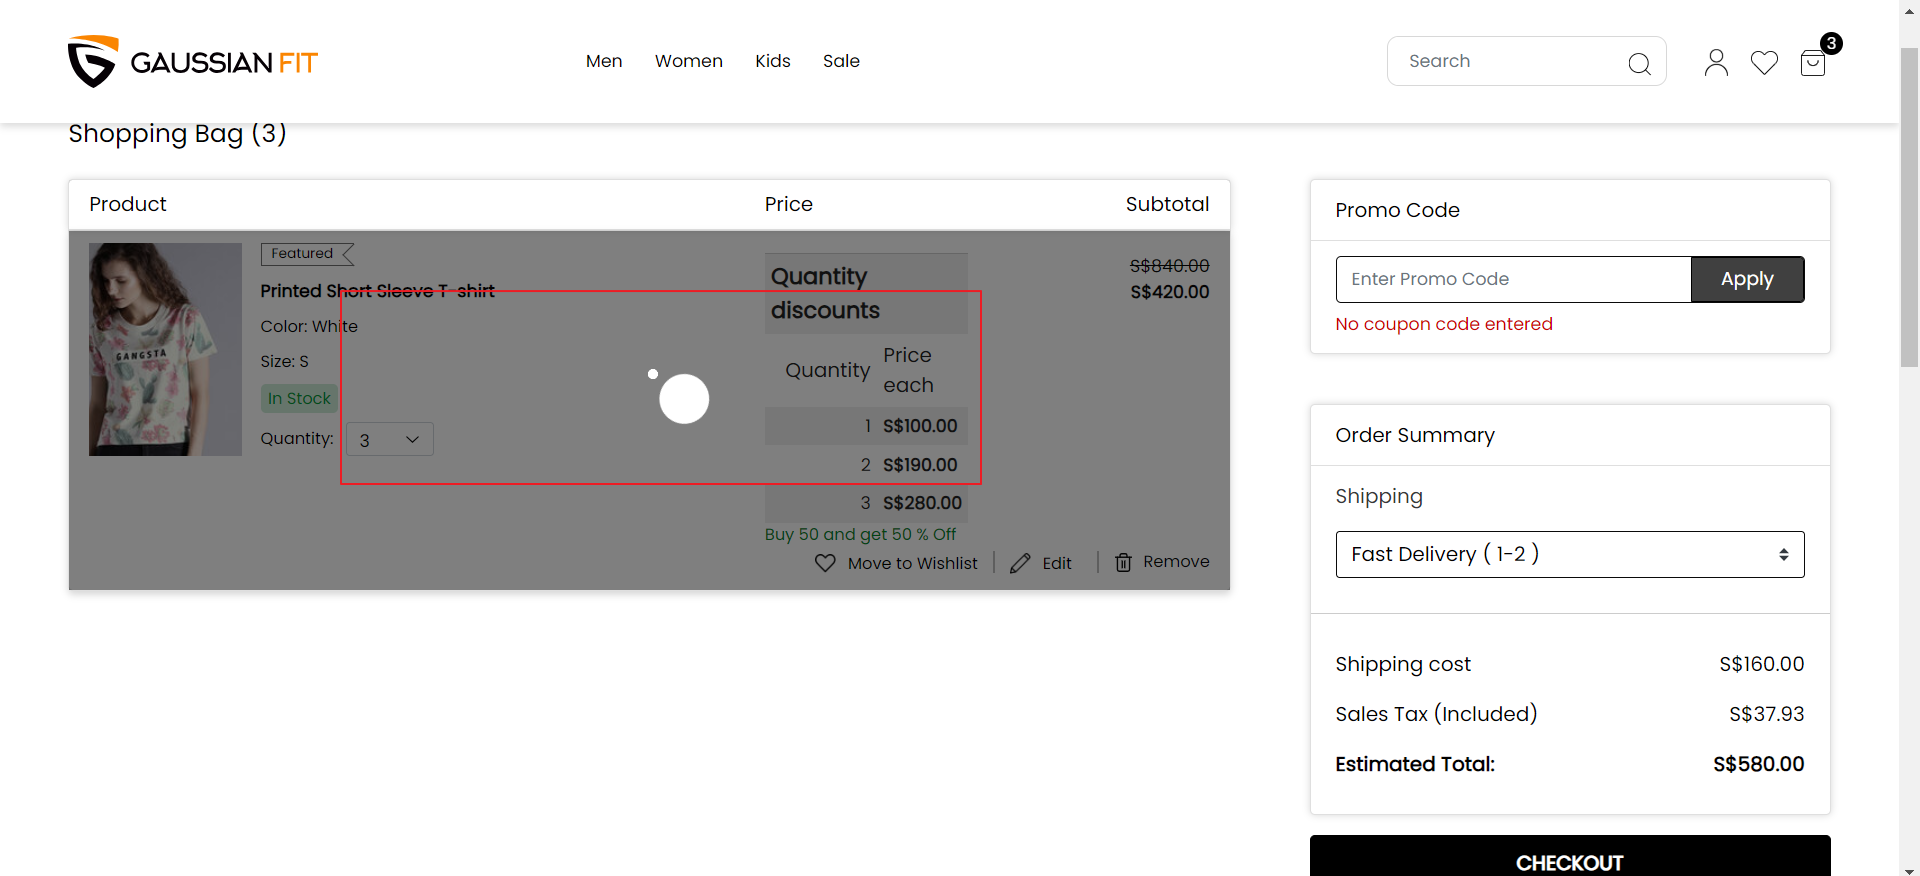 GAUSSIAN FIT
Men Women Kids Sale
Search
3
Shopping Bag (3)
Product Price Subtotal
Featured
Printed Short Sleeve T-shirt
Color: White
Size: S
In Stock
Quantity: 3
GANGSTA
Quantity
discounts
Quantity Price
each
1 S$100.00
2 S$190.00
3 S$280.00
Buy 50 and get 50 % Off
S$840.00
S$420.00
Move to Wishlist Edit Remove
Promo Code
Enter Promo Code Apply
No coupon code entered
Order Summary
Shipping
Fast Delivery ( 1-2 )
Shipping cost S$160.00
Sales Tax (Included) S$37.93
Estimated Total: S$580.00
CHECKOUT